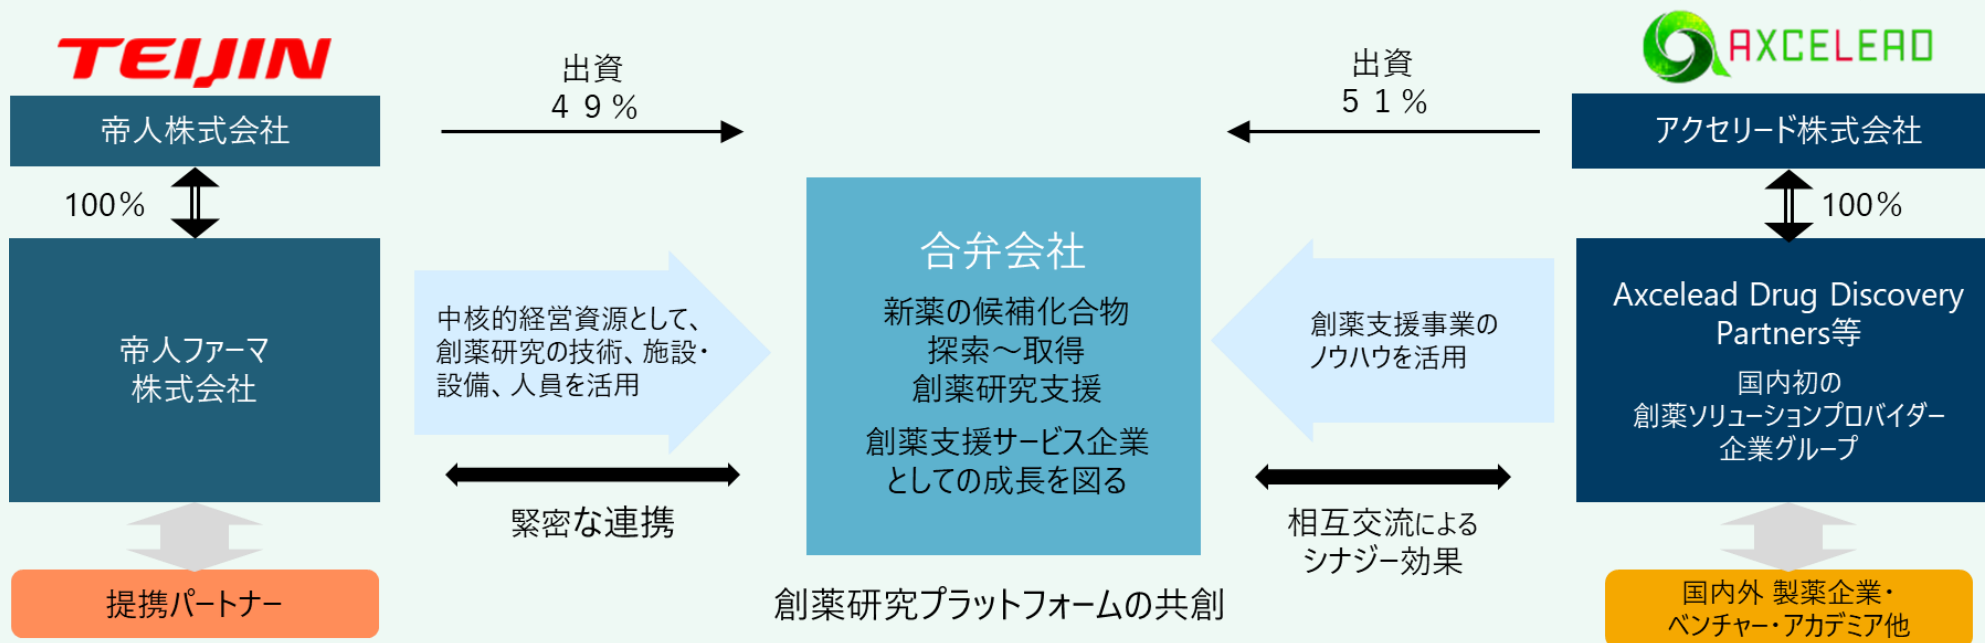 TEIJIN
帝人株式会社
100%
帝人ファーマ
株式会社
提携パートナー
出資
49%
中核的経営資源として、
創薬研究の技術、施設・
設備、人員を活用
緊密な連携
合弁会社
新薬の候補化合物
探索～取得
創薬研究支援
創薬支援サービス企業
としての成長を図る
創薬研究プラットフォームの共創
出資
51%
創薬支援事業の
ノウハウを活用
相互交流による
シナジー効果
AXCELEAD
アクセリード株式会社
100%
Axcelead Drug Discovery
Partners等
国内初の
創薬ソリューションプロバイダー
企業グループ
国内外 製薬企業・
ベンチャー・アカデミア他